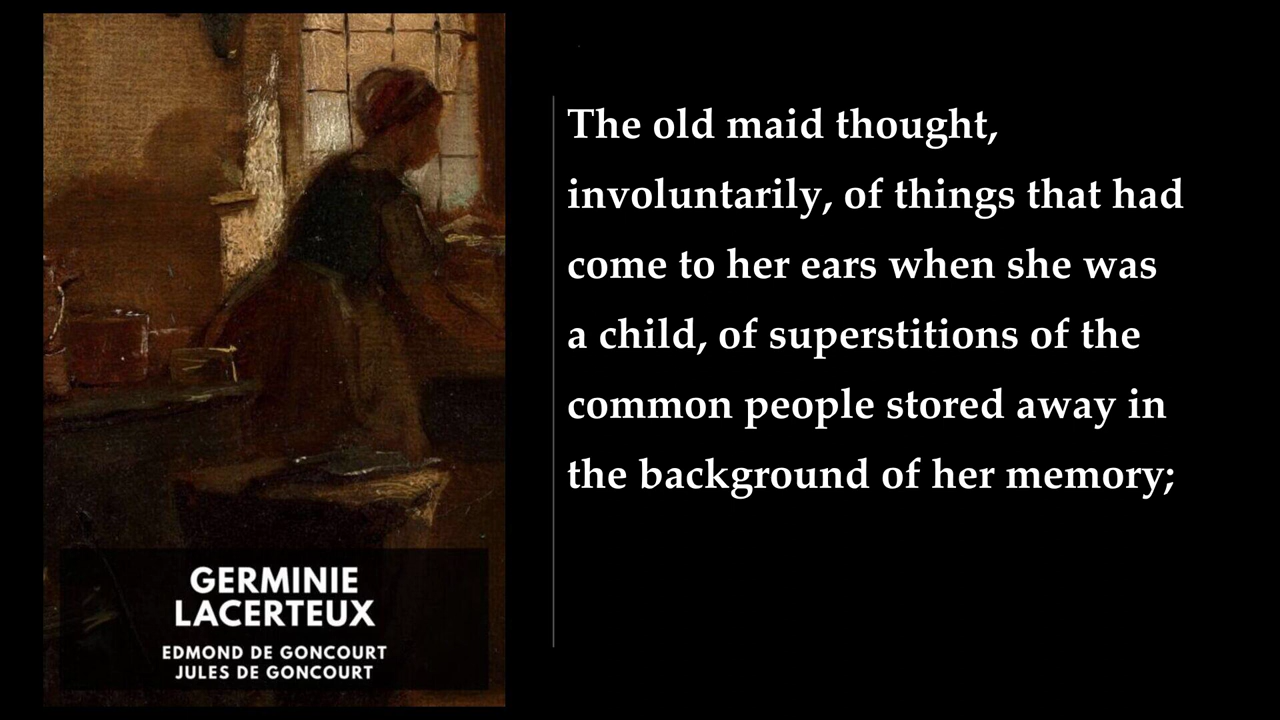 The old maid thought,
involuntarily, of things that had
come to her ears when she was
a child, of superstitions of the
common people stored away in
the background of her memory;
GERMINIE
LACERTEUX
EDMOND DE GONCOURT
JULES DE GONCOURT